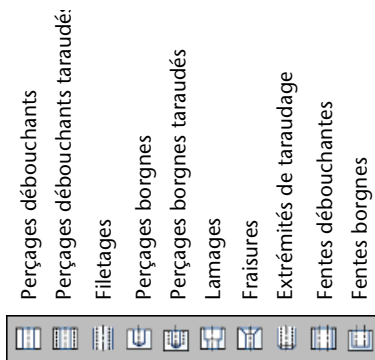 Perçages débouchants
Perçages débouchants taraudés
Filetages
Perçages borgnes
Perçages borgnes taraudés
Lamages
Fraisures
Extrémités de taraudage
Fentes débouchantes
Fentes borgnes